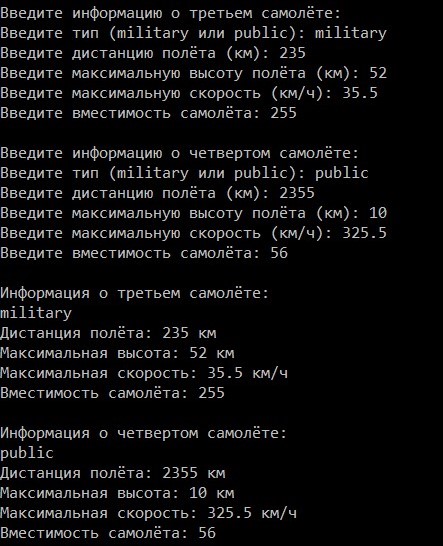 Введите информацию о третьем самолёте:
Введите тип (military или public): military
Введите дистанцию полёта (км): 235
Введите максимальную высоту полёта (км): 52
Введите максимальную скорость (км/ч): 35.5
Введите вместимость самолёта: 255
Введите информацию о четвертом самолёте:
Введите тип (military или public): public
Введите дистанцию полёта (км): 2355
Введите максимальную высоту полёта (км): 10
Введите максимальную скорость (км/ч): 325.5
Введите вместимость самолёта: 56
Информация о третьем самолёте:
military
Дистанция полёта: 235 км
Максимальная высота: 52 км
Максимальная скорость: 35.5 км/ч
Вместимость самолёта: 255
Информация о четвертом самолёте:
public
Дистанция полёта: 2355 км
Максимальная высота: 10 км
Максимальная скорость: 325.5 км/ч
Вместимость самолёта: 56